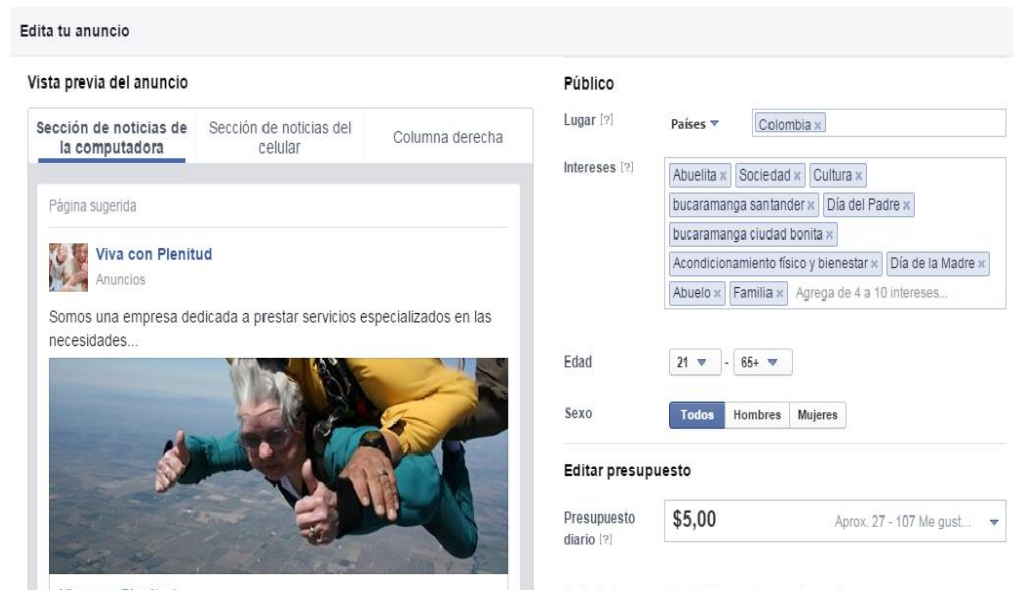 Edita tu anuncio
Vista previa del anuncio
Sección de noticias de
la computadora
Sección de noticias del
celular
Columna derecha
Página sugerida
Viva con Plenitud
Anuncios
Somos una empresa dedicada a prestar servicios especializados en las
necesidades...
Público
Lugar [?]
Países
Colombia x
Intereses [?]
Abuelita x Sociedad x Cultura x
bucaramanga santander x Día del Padre x
bucaramanga ciudad bonita x
Acondicionamiento físico y bienestar x Día de la Madre x
Abuelo x Familia x Agrega de 4 a 10 intereses...
Edad
21 - 65+
Sexo
Todos Hombres Mujeres
Editar presupuesto
Presupuesto
diario [?]
$5,00
Aprox. 27 - 107 Me gust...